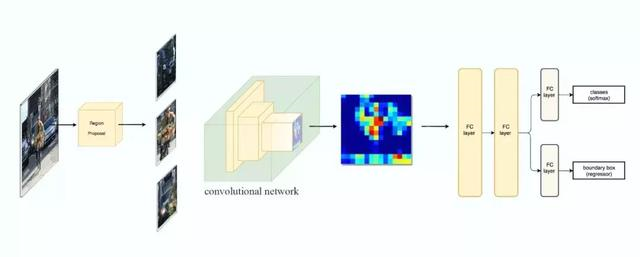 Region
Proposal
convolutional network
FC
layer
FC
layer
FC
layer
classes
(softmax)
FC
layer
boundary box
(regressor)